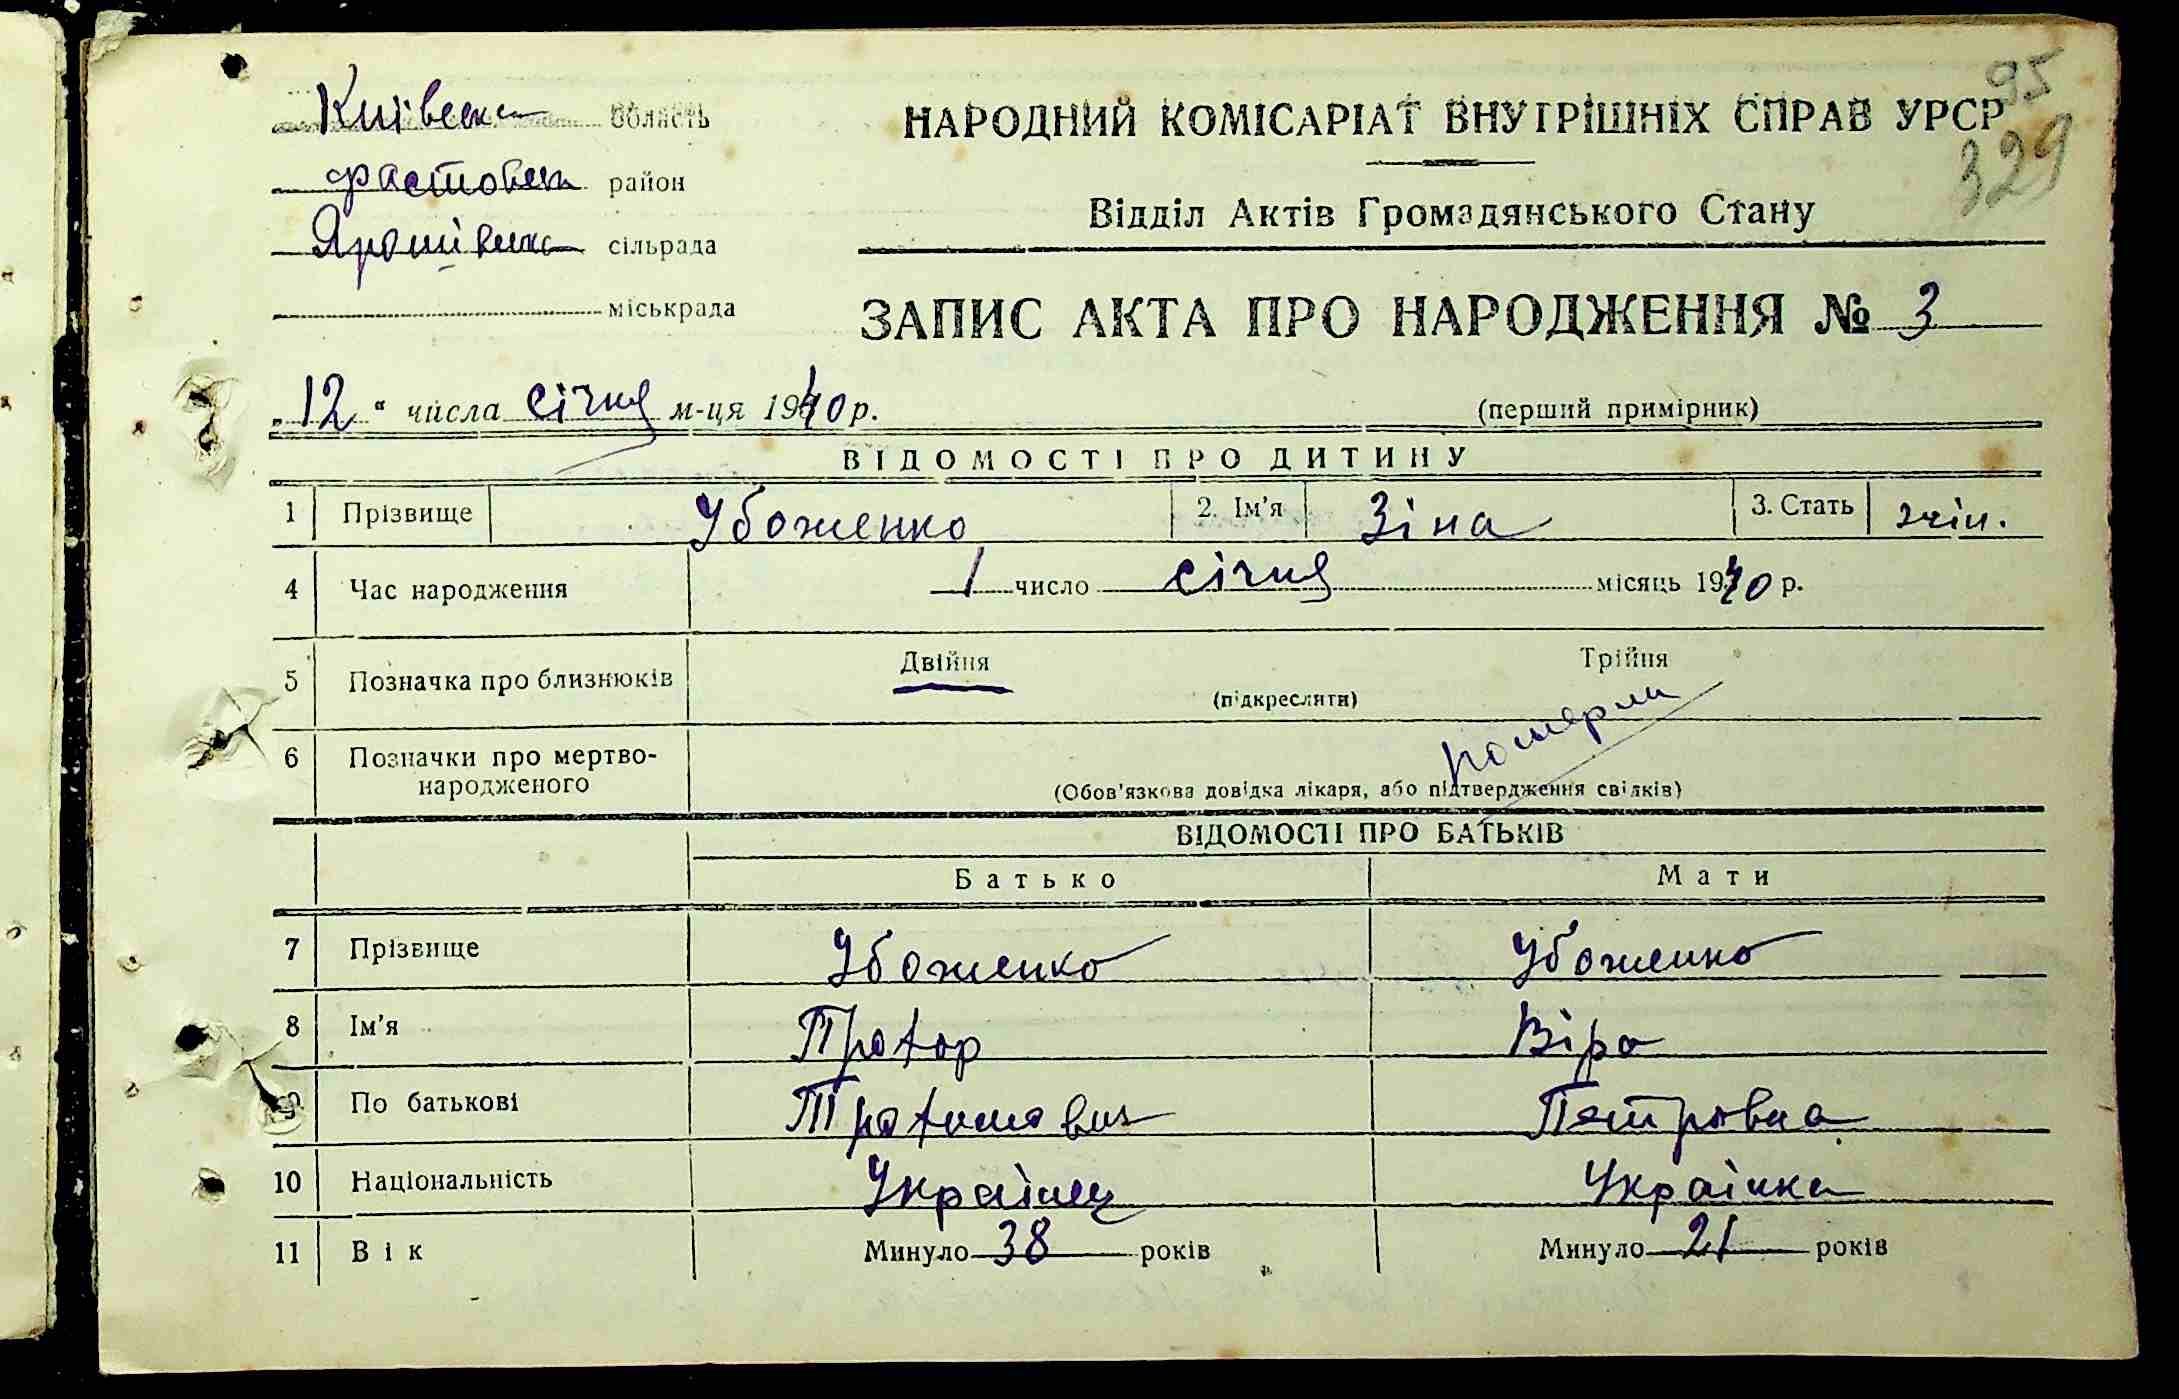 95
329
Київська область
Фастовськ район
Ярошівська сільрада
міськрада
НАРОДНИЙ КОМІСАРІАТ ВНУТРІШНІХ СПРАВ УРСР
Відділ Актів Громадянського Стану
ЗАПИС АКТА ПРО НАРОДЖЕННЯ № 3
„12“ числа січня м-ця 1940 р.
(перший примірник)
ВІДОМОСТІ ПРО ДИТИНУ
1 Прізвище Убоженко 2. Ім'я Зіна 3. Стать жін.
4 Час народження 1 число січня місяць 1940 р.
5 Позначка про близнюків Двійня Трійня
(підкреслити)
померли
6 Позначки про мертво-
народженого
(Обов'язкова довідка лікаря, або підтвердження свідків)
ВІДОМОСТІ ПРО БАТЬКІВ
Батько Мати
7 Прізвище Убоженко Убоженко
8 Ім'я Віра
9 По батькові Петровна
10 Національність Українец Українка
11 Вік Минуло 38 років Минуло 21 років